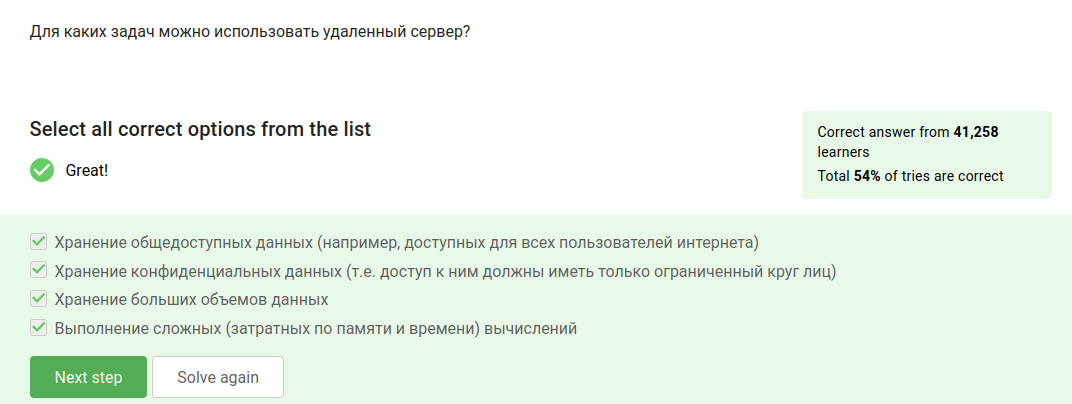 Для каких задач можно использовать удаленный сервер?
Select all correct options from the list
Great!
Correct answer from 41,258
learners
Total 54% of tries are correct
Хранение общедоступных данных (например, доступных для всех пользователей интернета)
Хранение конфиденциальных данных (т.е. доступ к ним должны иметь только ограниченный круг лиц)
Хранение больших объемов данных
Выполнение сложных (затратных по памяти и времени) вычислений
Next step
Solve again